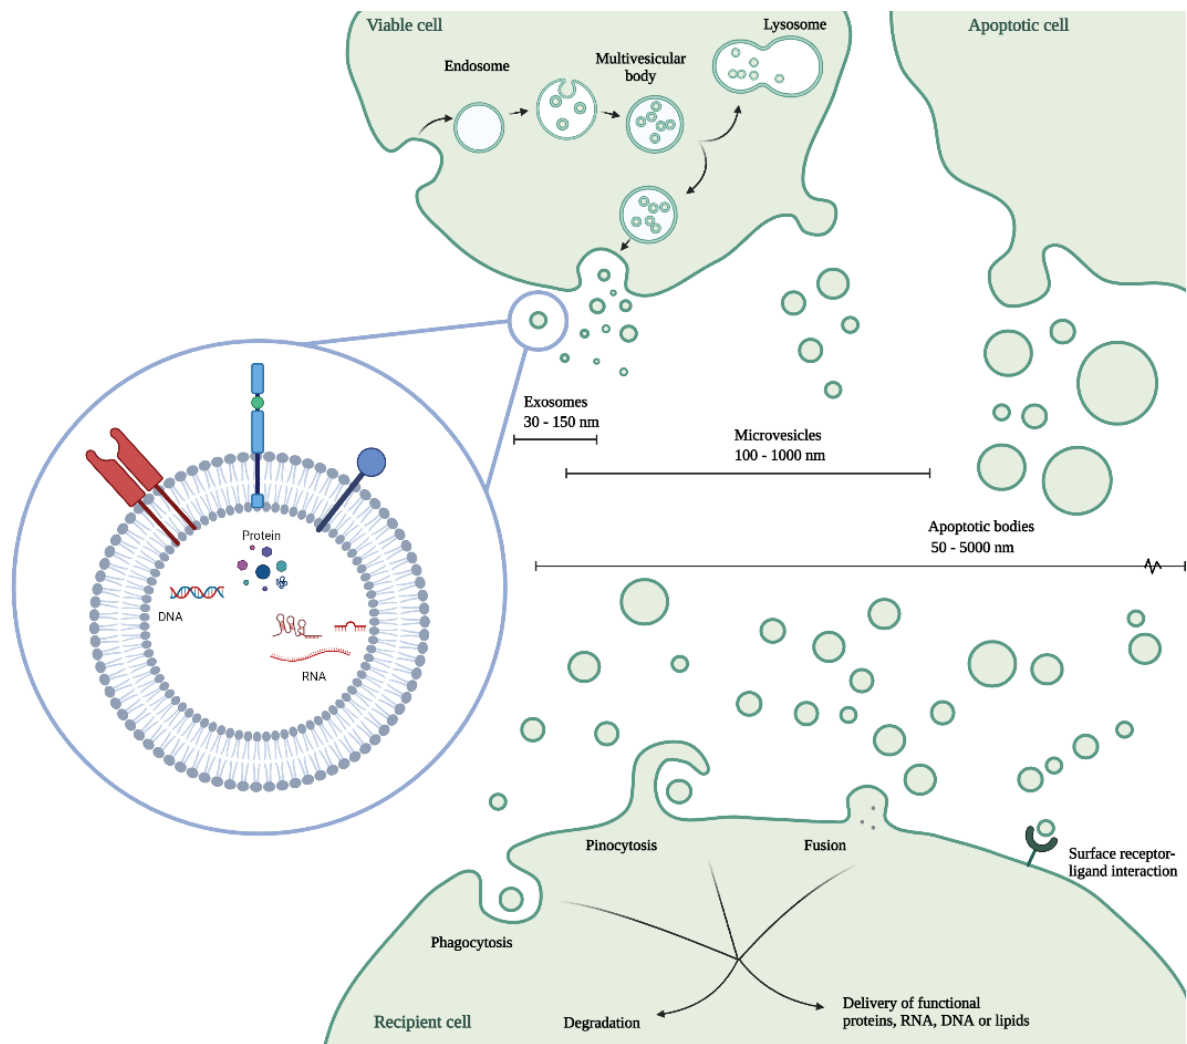 Viable cell
Lysosome
Apoptotic cell
Endosome
Multivesicular
body
Exosomes
30 - 150 nm
Microvesicles
100 - 1000 nm
Apoptotic bodies
50 - 5000 nm
Protein
DNA
RNA
Pinocytosis
Fusion
Surface receptor-
ligand interaction
Phagocytosis
Recipient cell
Degradation
Delivery of functional
proteins, RNA, DNA or lipids